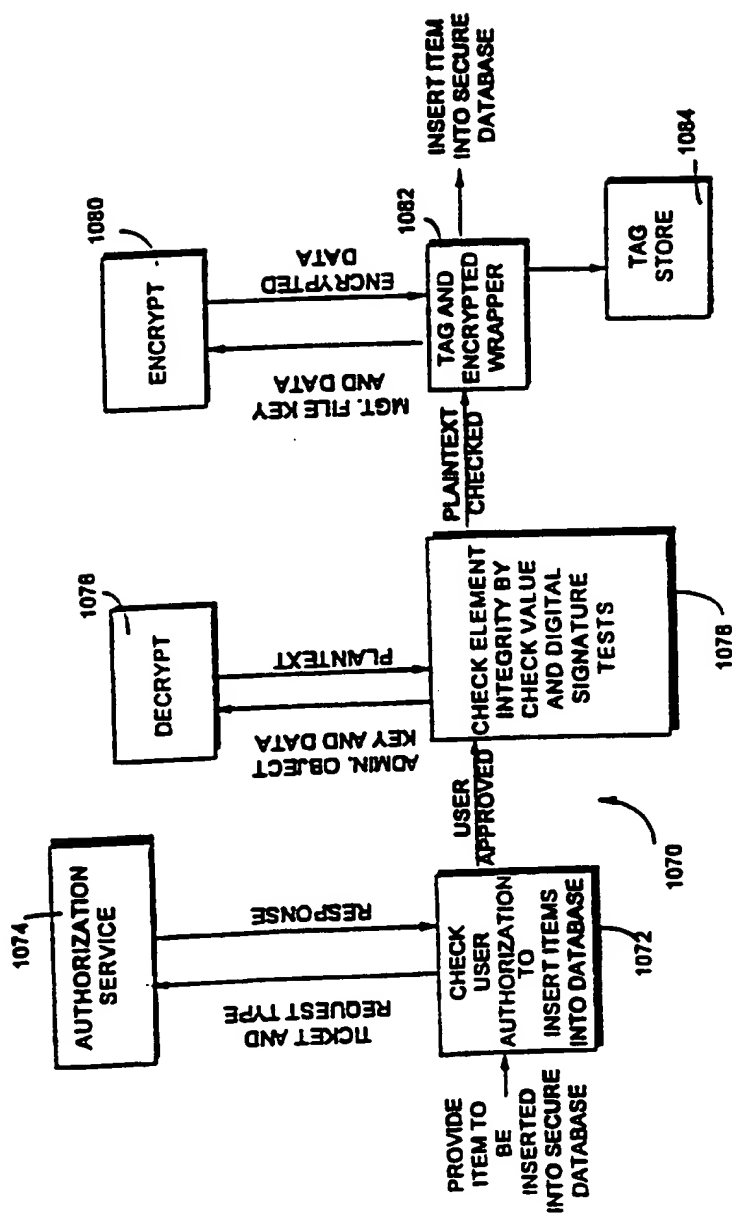 1074
AUTHORIZATION
SERVICE
TICKET AND
REQUEST TYPE
RESPONSE
PROVIDE
ITEM TO
BE
INSERTED
INTO SECURE
DATABASE
CHECK
USER
AUTHORIZATION
TO
INSERT ITEMS
INTO DATABASE
1072
1070
USER
APPROVED
1078
DECRYPT
ADMIN. OBJECT
KEY AND DATA
PLAINTEXT
CHECK ELEMENT
INTEGRITY BY
CHECK VALUE
AND DIGITAL
SIGNATURE
TESTS
1078
PLAINTEXT
CHECKED
1080
ENCRYPT
MGT. FILE KEY
AND DATA
ENCRYPTED
DATA
1082
TAG AND
ENCRYPTED
WRAPPER
INSERT ITEM
INTO SECURE
DATABASE
TAG
STORE
1084